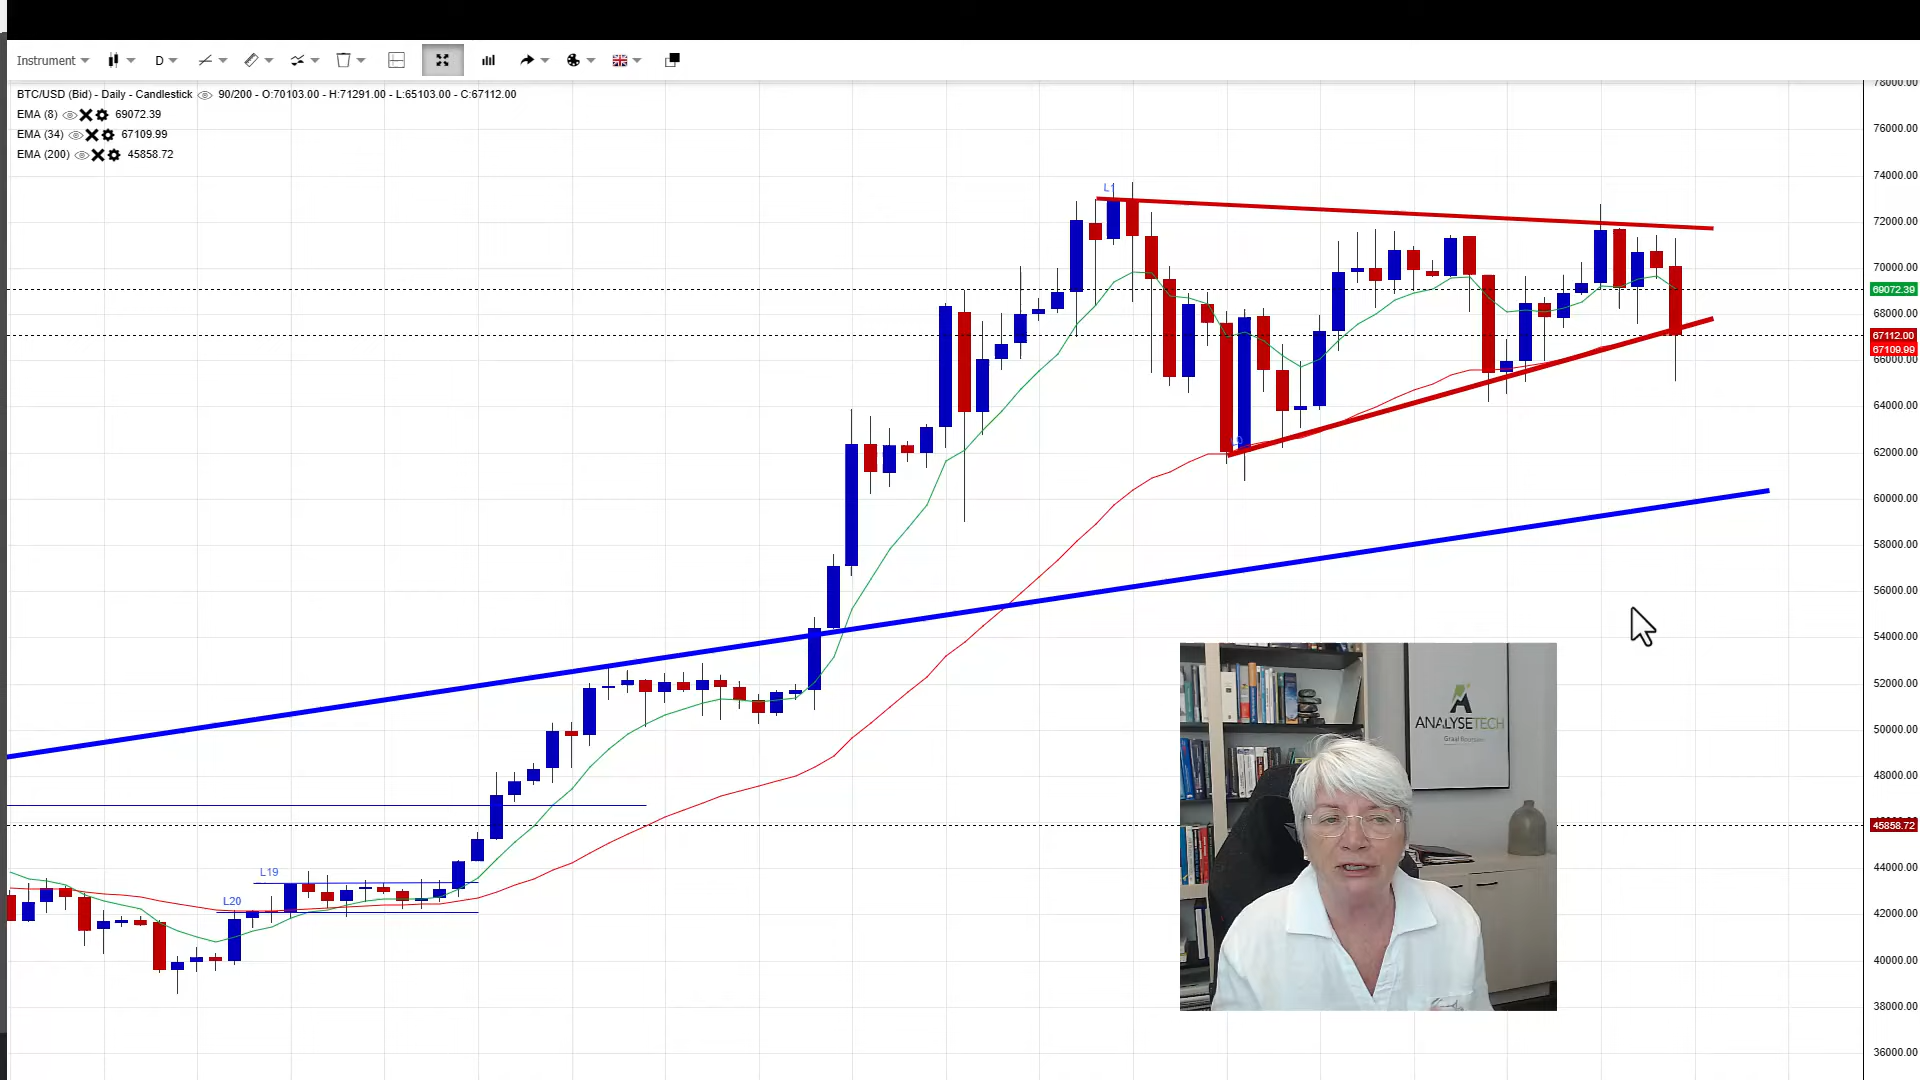 Instrument
D
BTC/USD (Bid) - Daily - Candlestick 90/200 - O:70103.00 - H:71291.00 - L:65103.00 - C:67112.00
EMA (8) 69072.39
EMA (34) 67109.99
EMA (200) 45858.72
78000.00
76000.00
74000.00
72000.00
70000.00
69072.39
68000.00
67112.00
67109.99
66000.00
64000.00
62000.00
60000.00
58000.00
56000.00
54000.00
52000.00
50000.00
48000.00
45858.72
44000.00
42000.00
40000.00
38000.00
36000.00
L1
L19
L20
ANALYSETECH